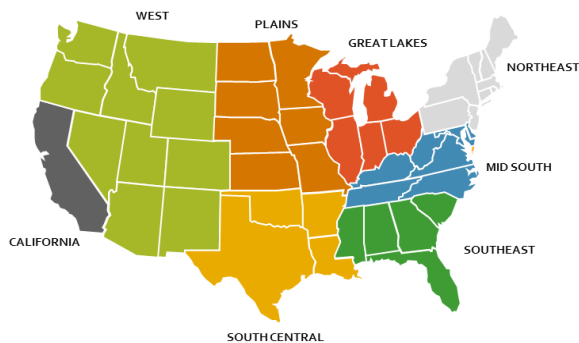 WEST
PLAINS
GREAT LAKES
NORTHEAST
MID SOUTH
CALIFORNIA
SOUTHEAST
SOUTH CENTRAL